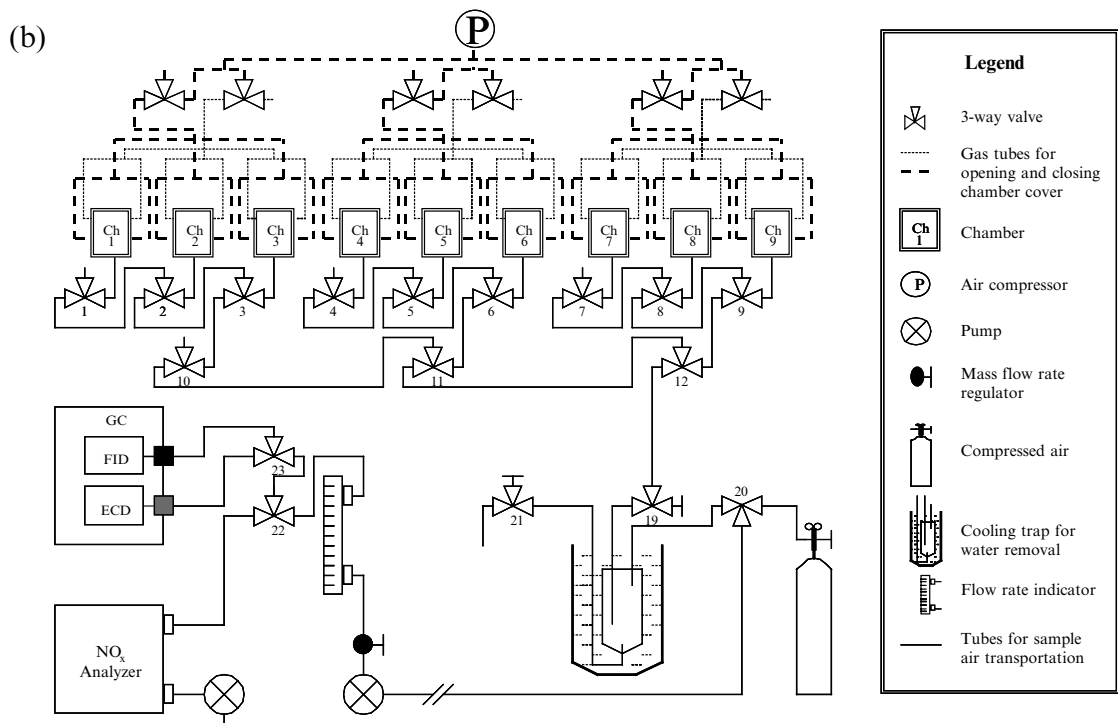 (b)
P
Ch 1
Ch 2
Ch 3
Ch 4
Ch 5
Ch 6
Ch 7
Ch 8
Ch 9
1
2
3
4
5
6
7
8
9
10
11
12
GC
FID
ECD
23
22
21
19
20
NOx
Analyzer
Legend
3-way valve
Gas tubes for
opening and closing
chamber cover
Ch
1
Chamber
P
Air compressor
Pump
Mass flow rate
regulator
Compressed air
Cooling trap for
water removal
Flow rate indicator
Tubes for sample
air transportation